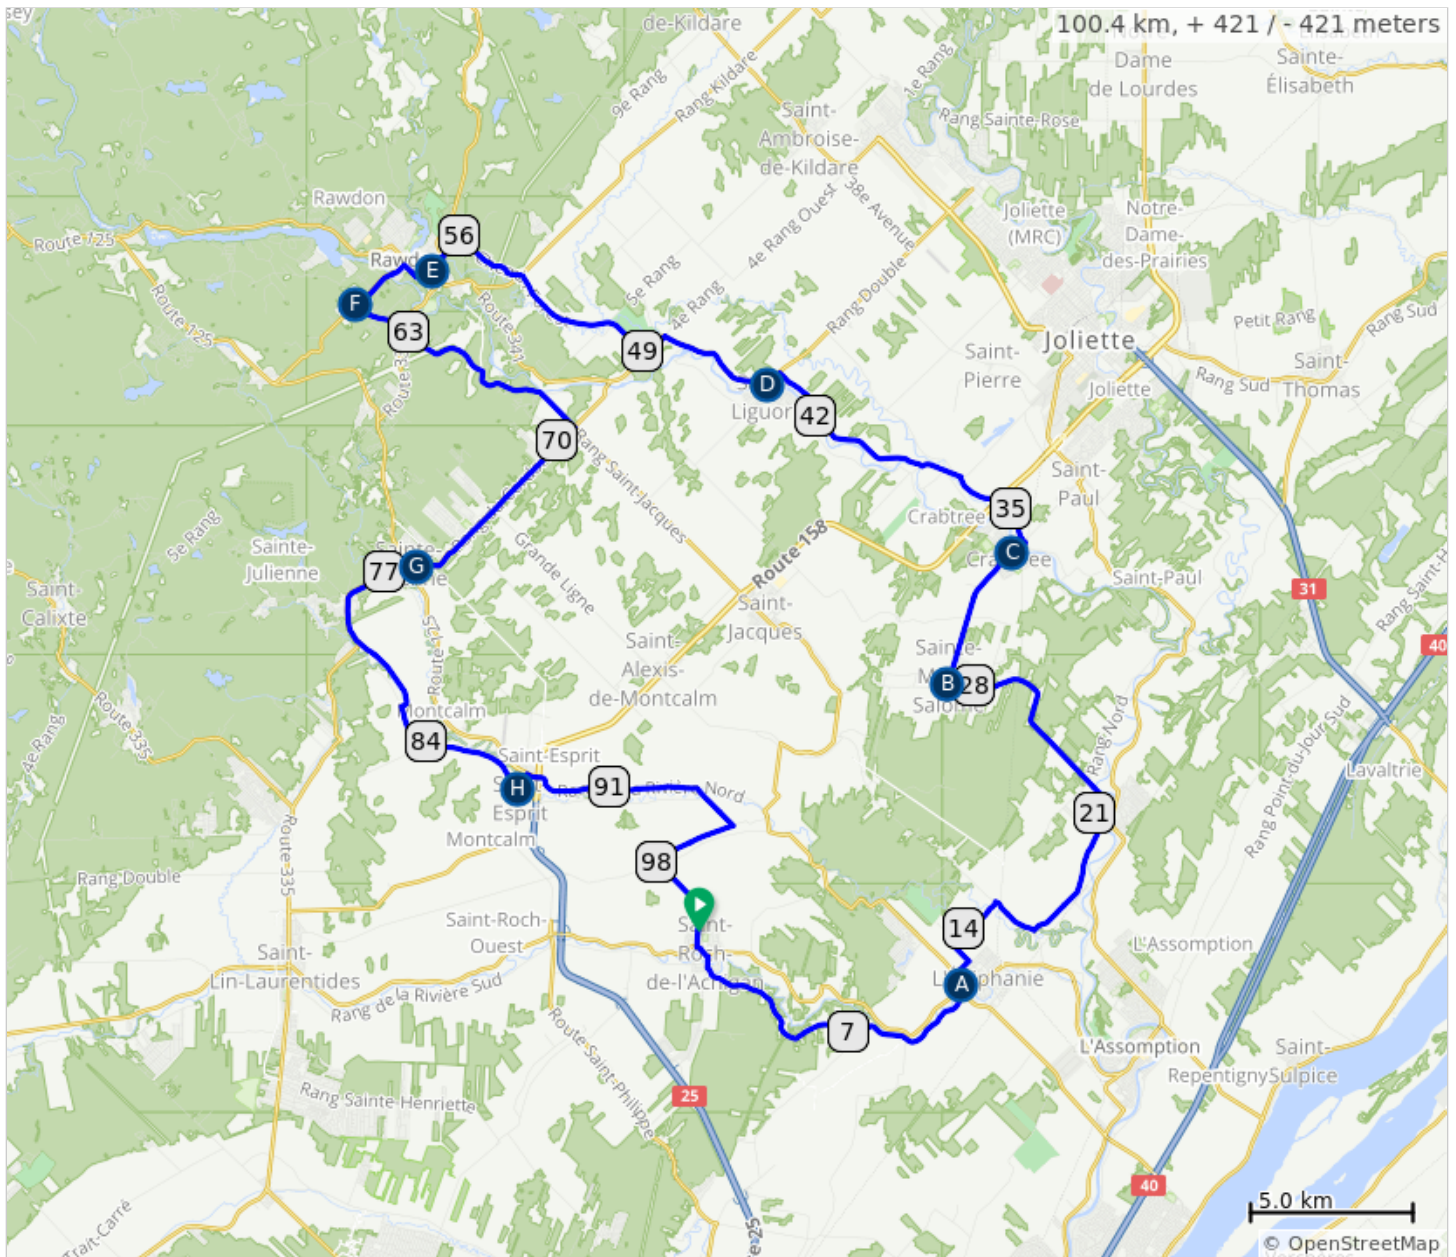 100.4 km, + 421 / - 421 meters
de-Kildare
9e Rang
Rang Kildare
1e Rang
Dame
de Lourdes
Sainte-
Élisabeth
Saint-
Ambroise-
de-Kildare
Rang Sainte-Rose
38e Avenue
4e Rang Ouest
Joliette
(MRC)
Notre-
Dame-
des-Prairies
Rawdon
Route 125
56
E
F
63
Route 125
Route 341
5e Rang
4e Rang
Rang Double
49
D
42
Saint-
Pierre
Joliette
Joliette
Petit Rang
Rang Sud
Rang Sud
Saint-
Thomas
70
Rang Saint-Jacques
Saint-
Paul
35
Crabtree
C
Route 158
Saint-Paul
31
40
5e Rang
Sainte-
Julienne
77
G
Grande Ligne
Saint-
Calixte
Saint-
Jacques
Saint-
Alexis-
de-Montcalm
B
28
Rang Nord
Rang Point-du-Jour Sud
Lavaltrie
Route 335
4e Rang
84
Saint-Esprit
H
Esprit
91
Montcalm
21
Rang Double
Route 335
98
14
Saint-Roch-
Ouest
Saint-
Lin-Laurentides
Rang de la Rivière Sud
A
7
L'Assomption
L'Assomption
Repentigny
Saint-
Sulpice
Route Saint-Philippe
Rang Sainte Henriette
25
40
5.0 km
© OpenStreetMap